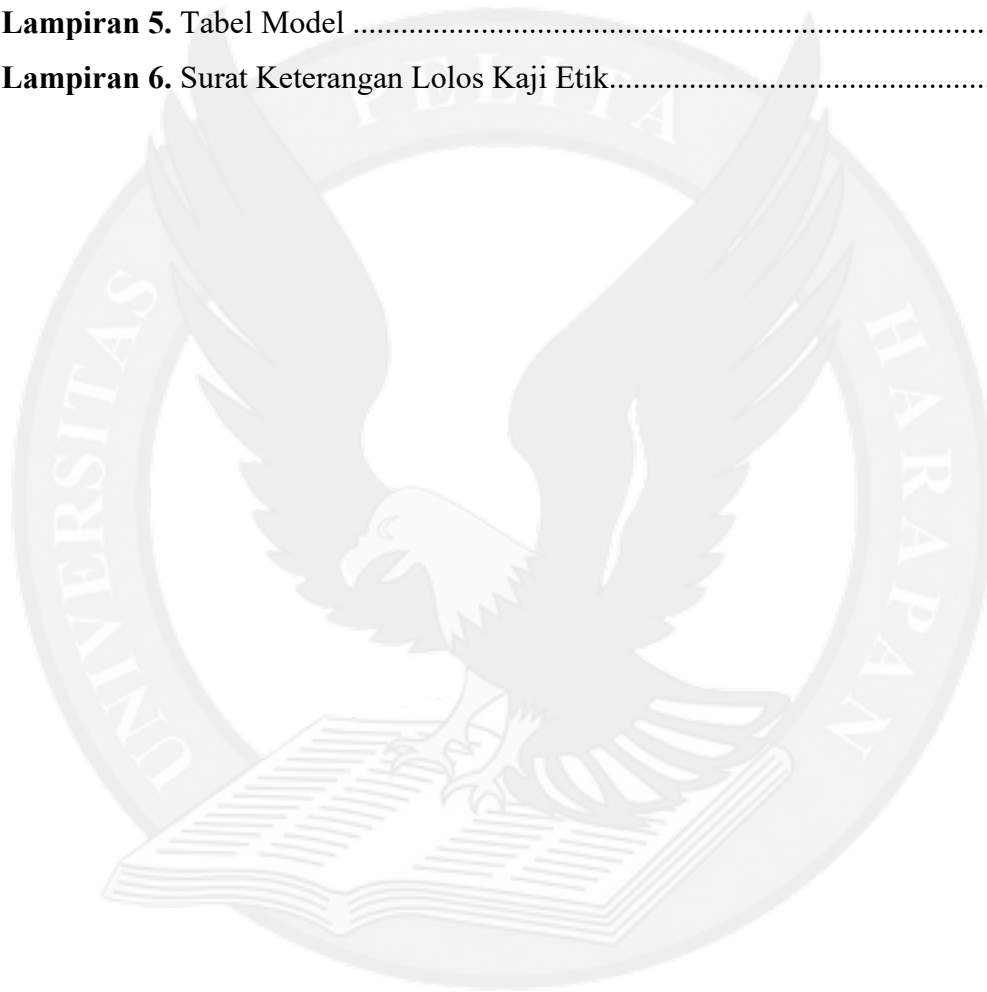 Lampiran 5. Tabel Model ................................................................................
Lampiran 6. Surat Keterangan Lolos Kaji Etik................................................
UNIVERSITAS PELITA HARAPAN